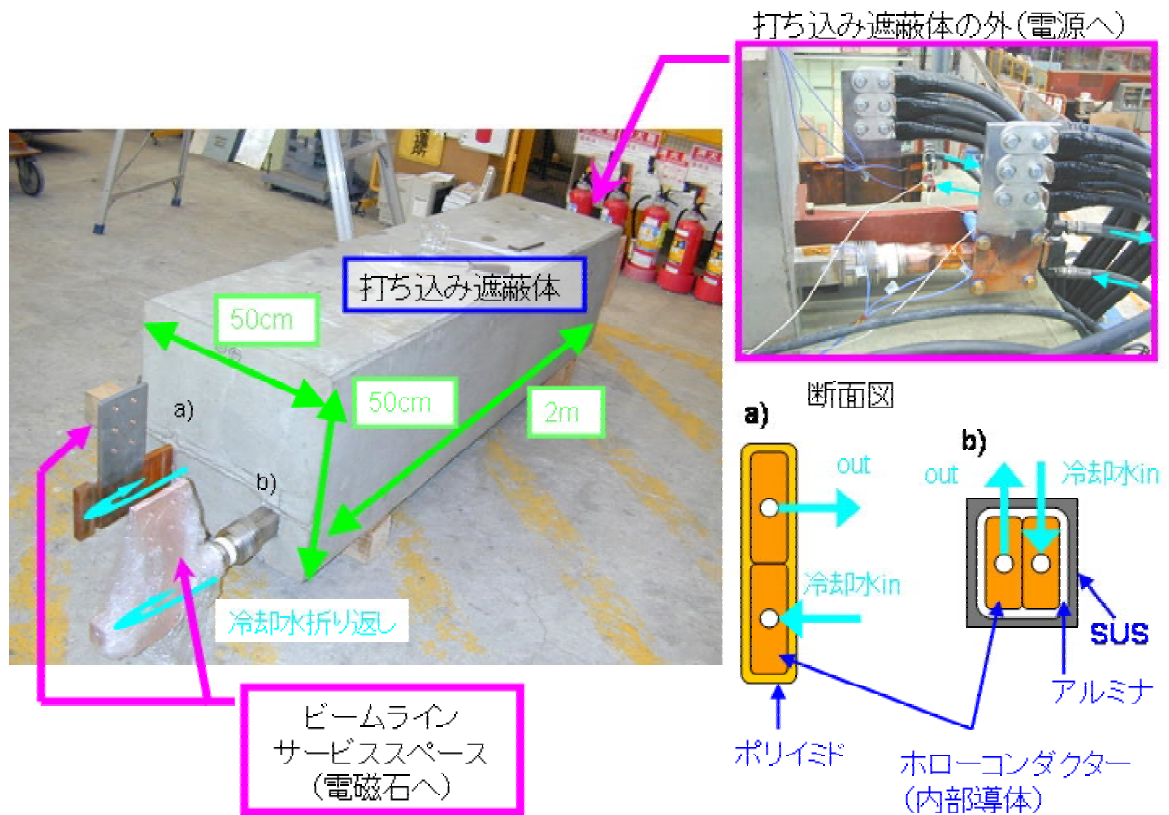 打ち込み遮蔽体の外(電源へ)
打ち込み遮蔽体
50cm
50cm
2m
a)
b)
冷却水折り返し
ビームライン
サービススペース
(電磁石へ)
断面図
a)
out
冷却水in
ポリイミド
b)
out
冷却水in
SUS
アルミナ
ホローコンダクター
(内部導体)